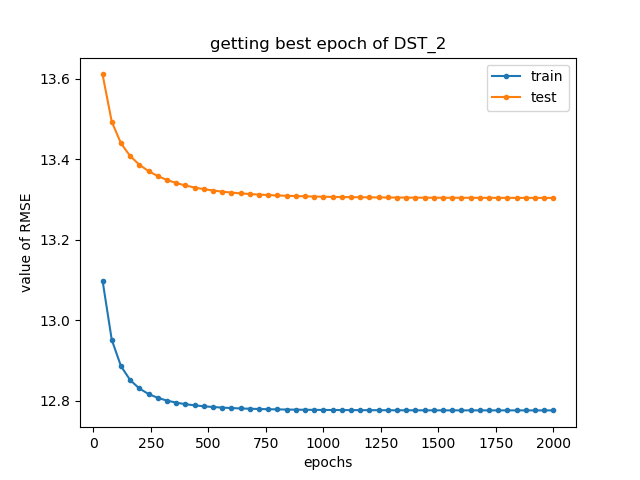 getting best epoch of DST_2
train
test
value of RMSE
13.6
13.4
13.2
13.0
12.8
0 250 500 750 1000 1250 1500 1750 2000
epochs